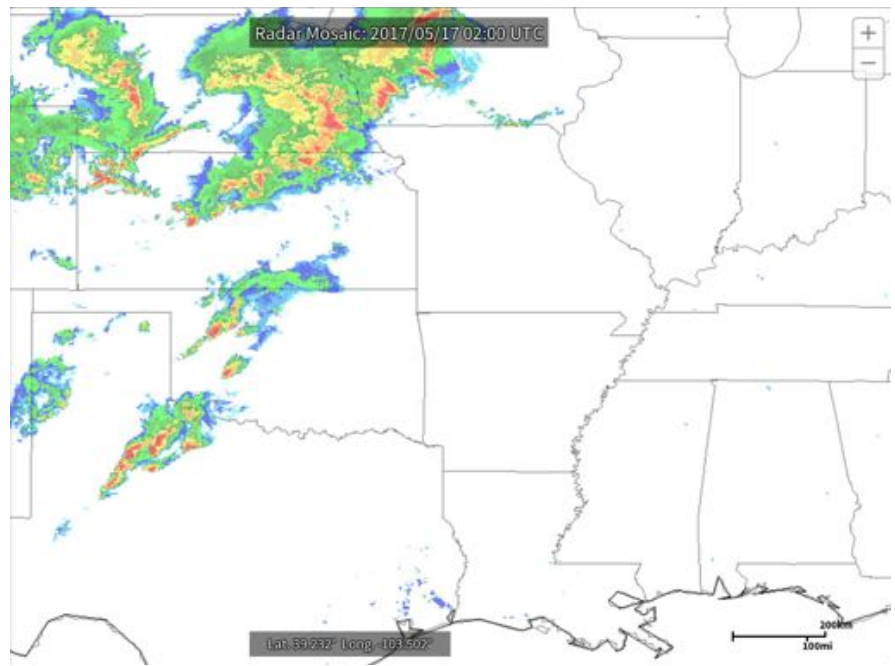 Radar Mosaic: 2017/05/17 02:00 UTC
+
−
Lat. 39.232° Long. -103.502°
200km
100mi